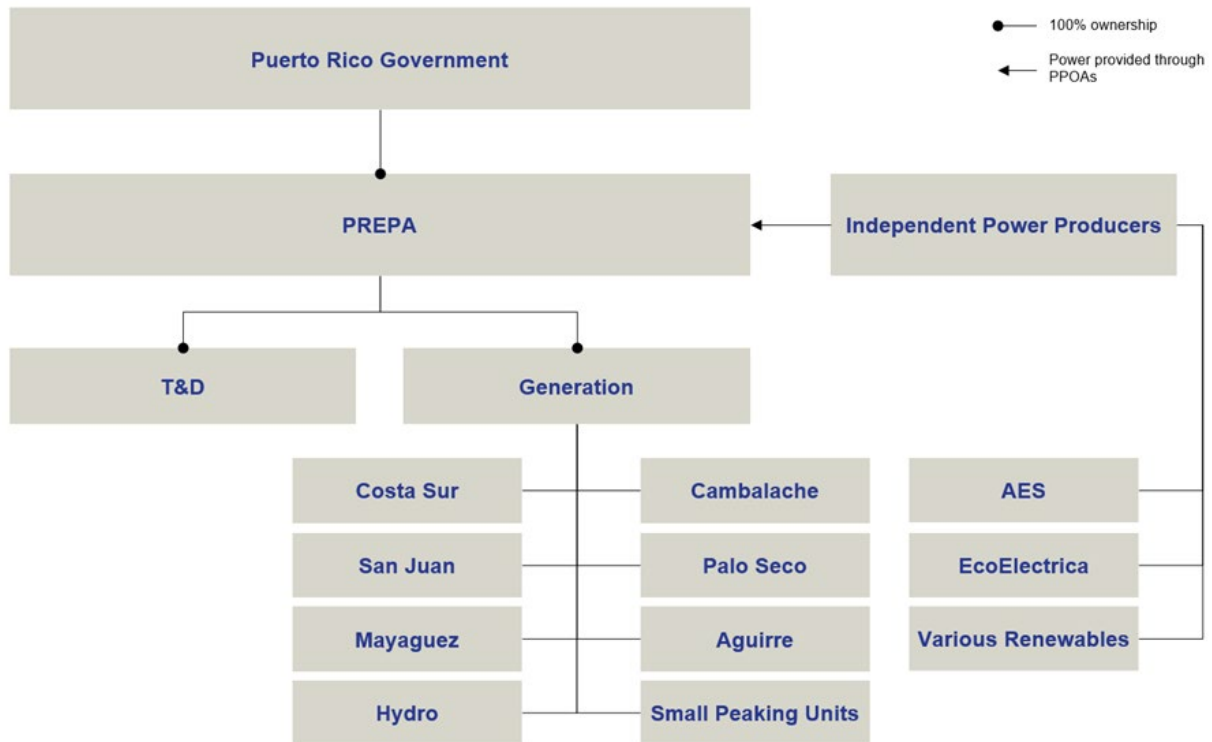 Puerto Rico Government
100% ownership
Power provided through
PPOAs
PREPA
Independent Power Producers
T&D
Generation
Costa Sur
Cambalache
AES
San Juan
Palo Seco
EcoElectrica
Mayaguez
Aguirre
Various Renewables
Hydro
Small Peaking Units